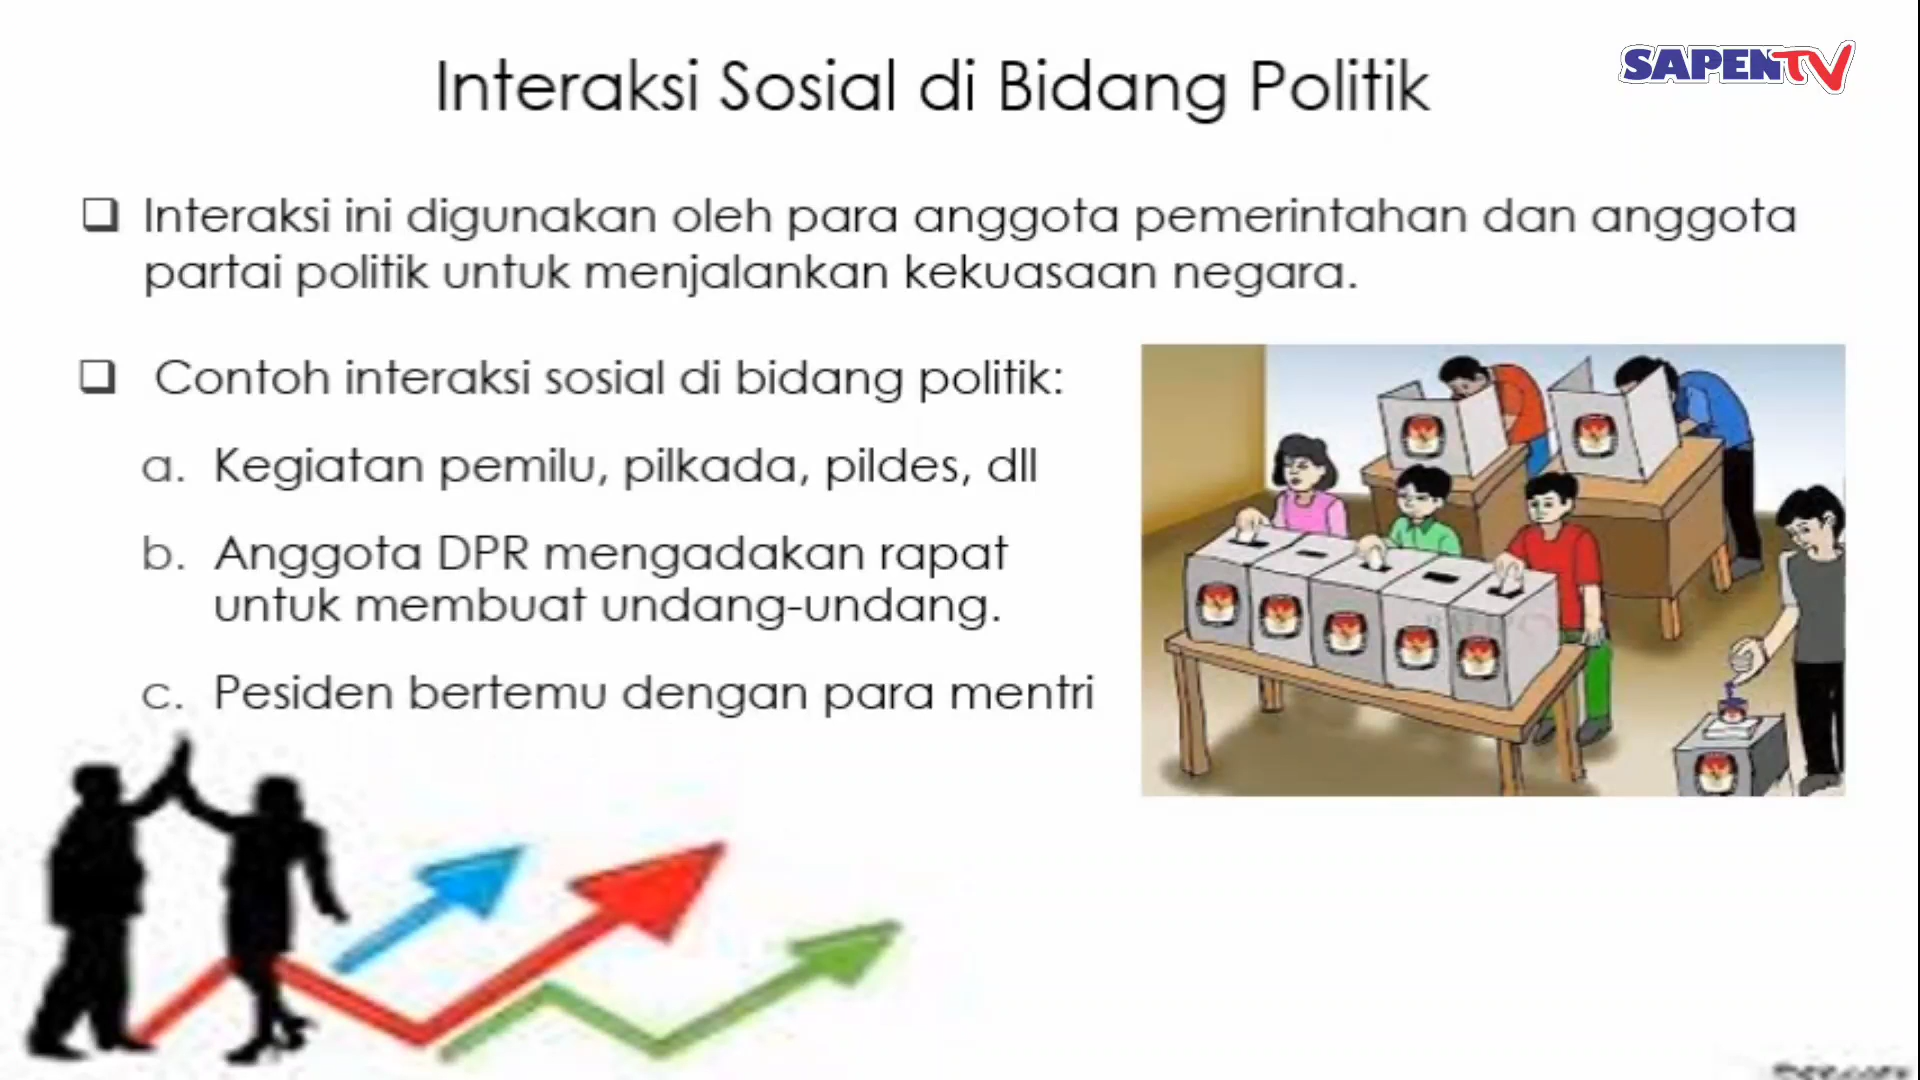 Interaksi Sosial di Bidang Politik
SAPENTV
Interaksi ini digunakan oleh para anggota pemerintahan dan anggota
partai politik untuk menjalankan kekuasaan negara.
Contoh interaksi sosial di bidang politik:
a. Kegiatan pemilu, pilkada, pildes, dll
b. Anggota DPR mengadakan rapat
untuk membuat undang-undang.
c. Pesiden bertemu dengan para mentri